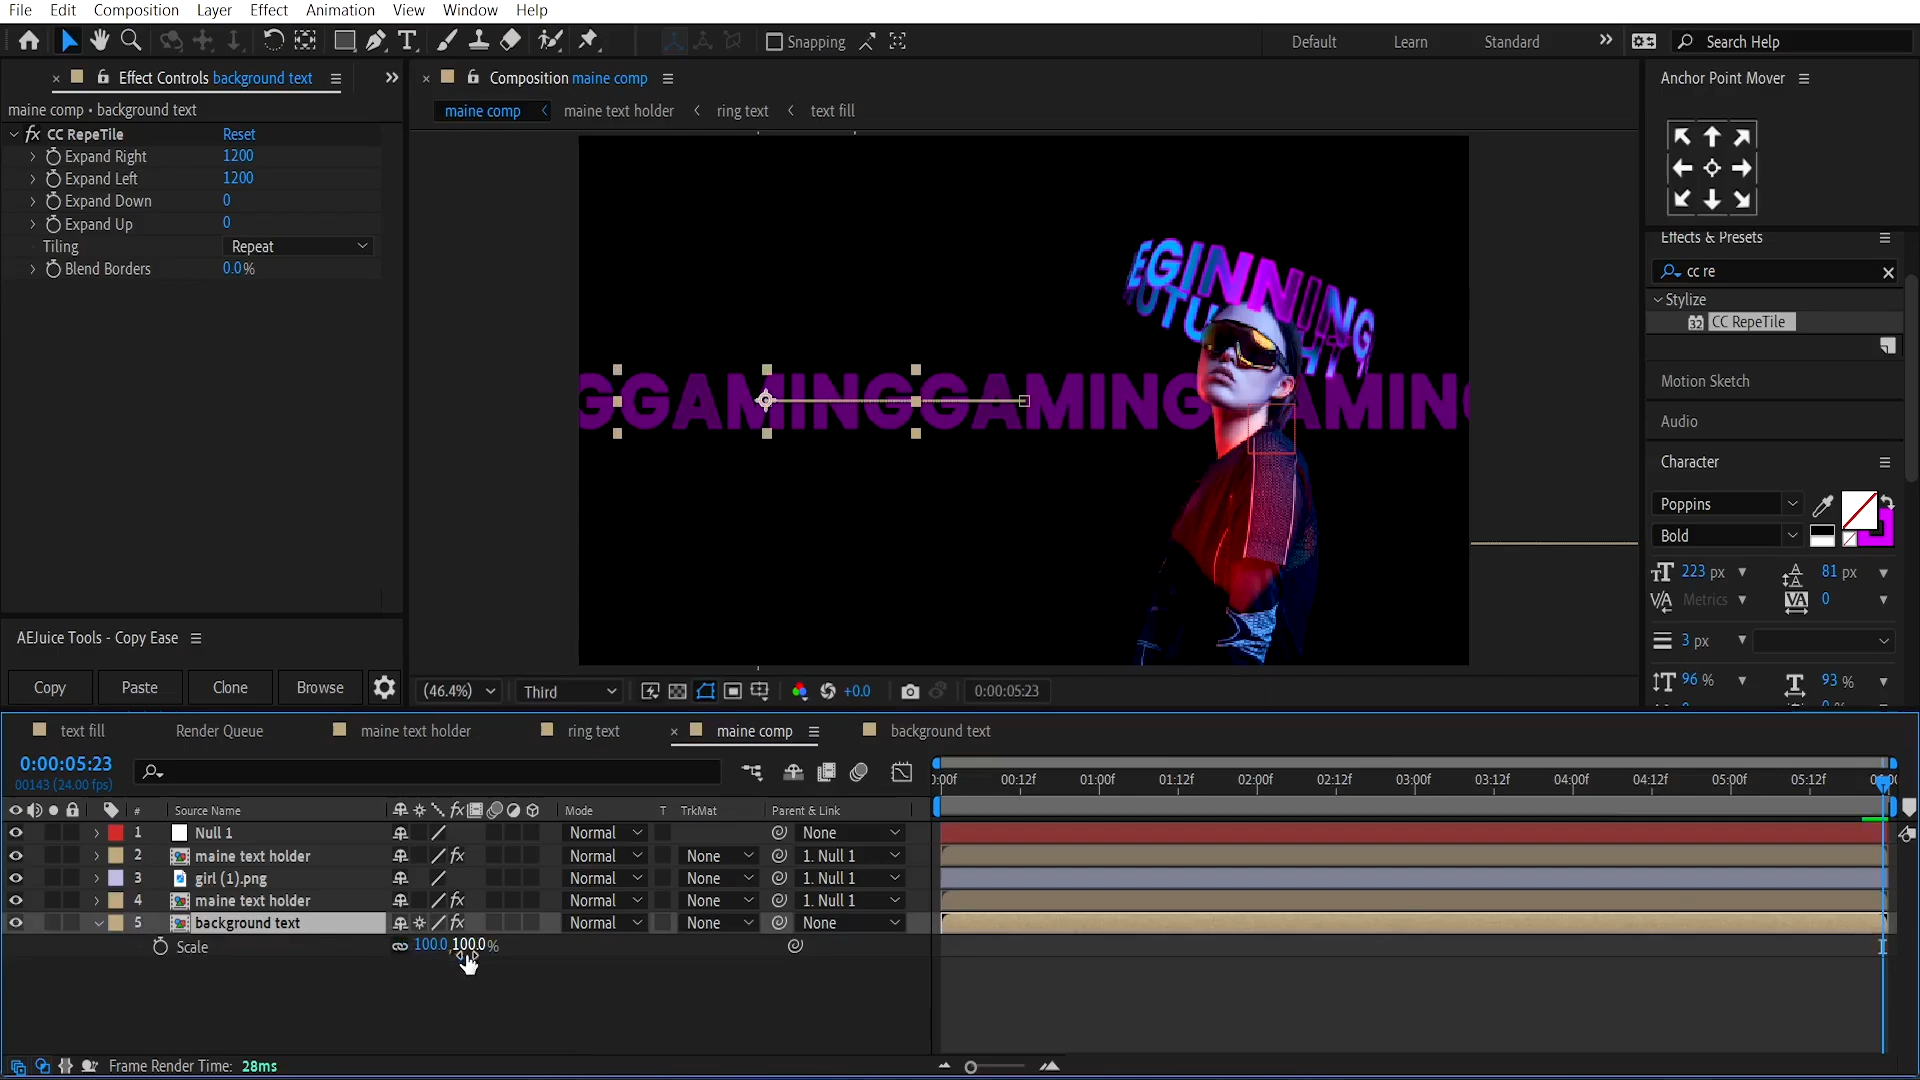 File Edit Composition Layer Effect Animation View Window Help
Snapping
Default Learn Standard Search Help
Effect Controls background text
Composition maine comp
Anchor Point Mover
maine comp • background text
maine comp maine text holder ring text text fill
fx CC RepeTile Reset
Expand Right 1200
Expand Left 1200
Expand Down 0
Expand Up 0
Tiling Repeat
Blend Borders 0.0%
EGINNING
GGAMINGGAMINGGAMING
Effects & Presets
cc re
Stylize
32 CC RepeTile
Motion Sketch
Audio
Character
Poppins
Bold
223 px 81 px
Metrics 0
3 px
96 % 93 %
AEJuice Tools - Copy Ease
Copy Paste Clone Browse
(46.4%) Third +0.0 0:00:05:23
text fill Render Queue maine text holder ring text maine comp background text
0:00:05:23
00143 (24.00 fps)
00f 00:12f 01:00f 01:12f 02:00f 02:12f 03:00f 03:12f 04:00f 04:12f 05:00f 05:12f
# Source Name Mode T TrkMat Parent & Link
1 Null 1 Normal None
2 maine text holder fx Normal None 1. Null 1
3 girl (1).png Normal None 1. Null 1
4 maine text holder fx Normal None 1. Null 1
5 background text fx Normal None None
Scale 100.0,100.0%
Frame Render Time: 28ms